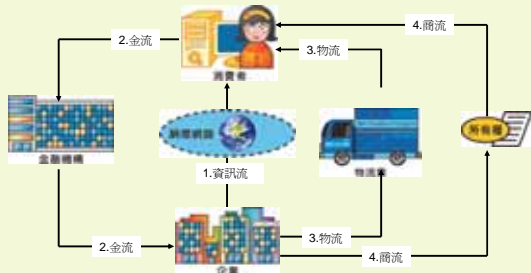 4.商流
2.金流
3.物流
消費者
網際網路
所有權
金融機構
物流業
1.資訊流
3.物流
2.金流
4.商流
企業